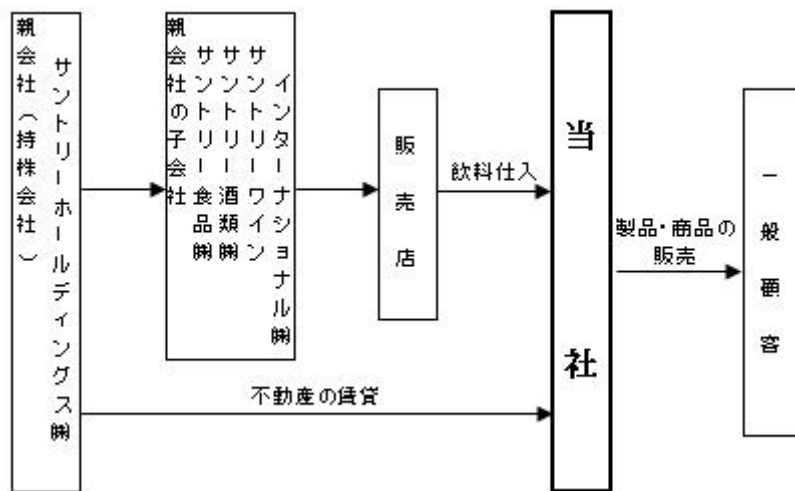 親会社（持株会社）
サントリーホールディングス㈱
親会社の子会社
サントリー食品㈱
サントリー酒類㈱
サントリーワイン
インターナショナル㈱
販売店
飲料仕入
当社
製品・商品の
販売
一般顧客
不動産の賃貸